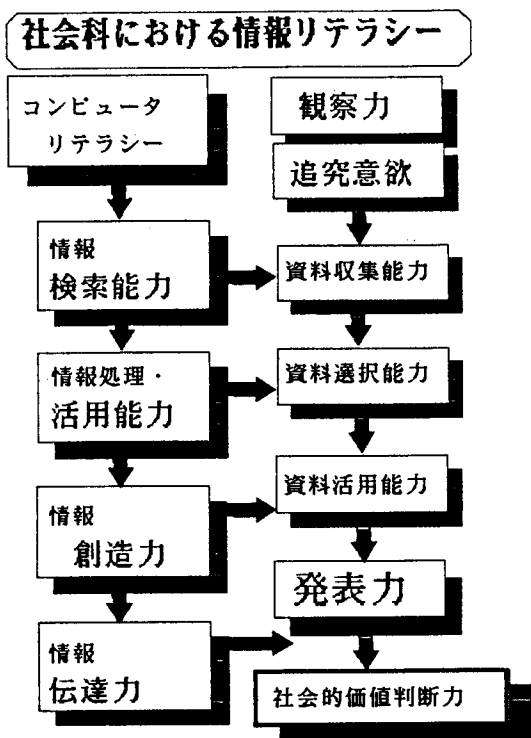 社会科における情報リテラシー
コンピュータ
リテラシー
情報
検索能力
情報処理・
活用能力
情報
創造力
情報
伝達力
観察力
追究意欲
資料収集能力
資料選択能力
資料活用能力
発表力
社会的価値判断力